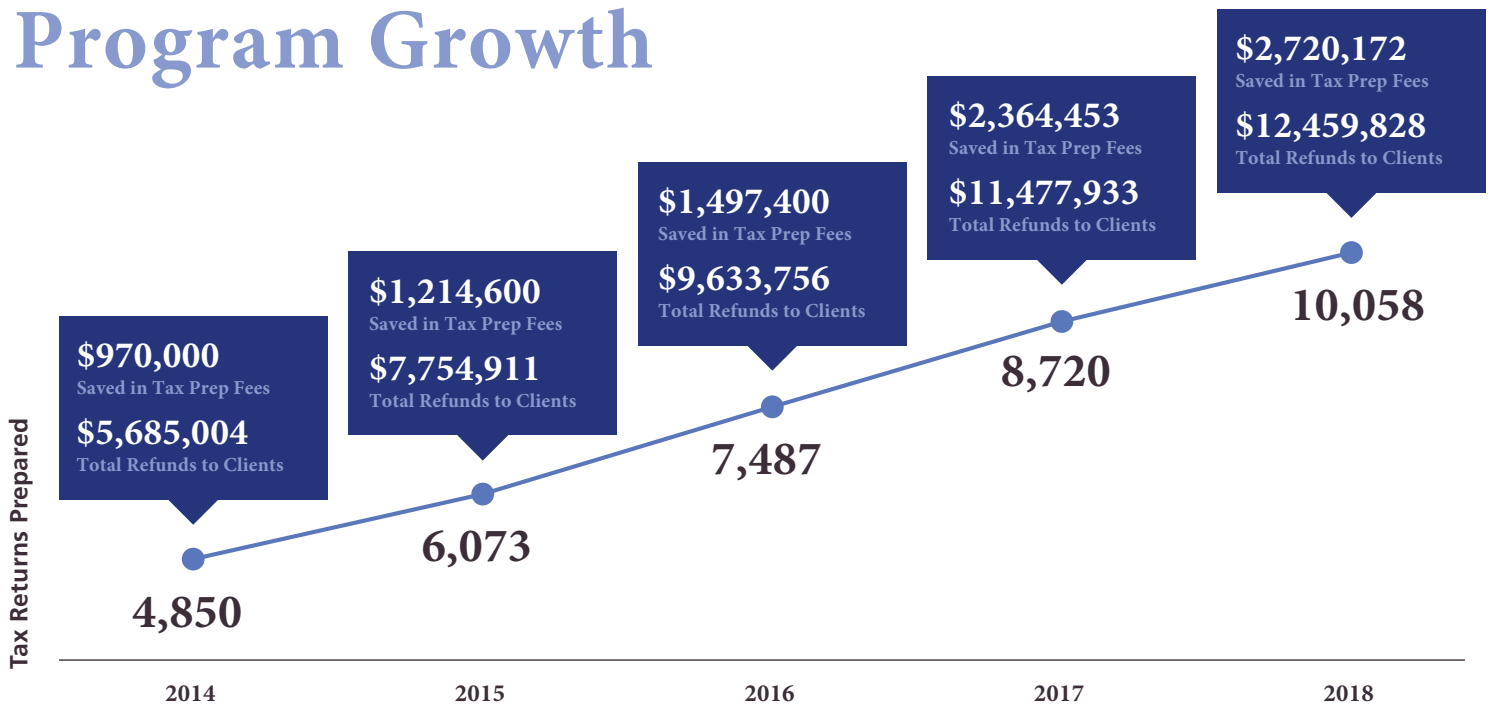 Program Growth
$2,720,172
Saved in Tax Prep Fees
$12,459,828
Total Refunds to Clients
$2,364,453
Saved in Tax Prep Fees
$11,477,933
Total Refunds to Clients
$1,497,400
Saved in Tax Prep Fees
$9,633,756
Total Refunds to Clients
$1,214,600
Saved in Tax Prep Fees
$7,754,911
Total Refunds to Clients
$970,000
Saved in Tax Prep Fees
$5,685,004
Total Refunds to Clients
10,058
8,720
7,487
6,073
4,850
Tax Returns Prepared
2014
2015
2016
2017
2018